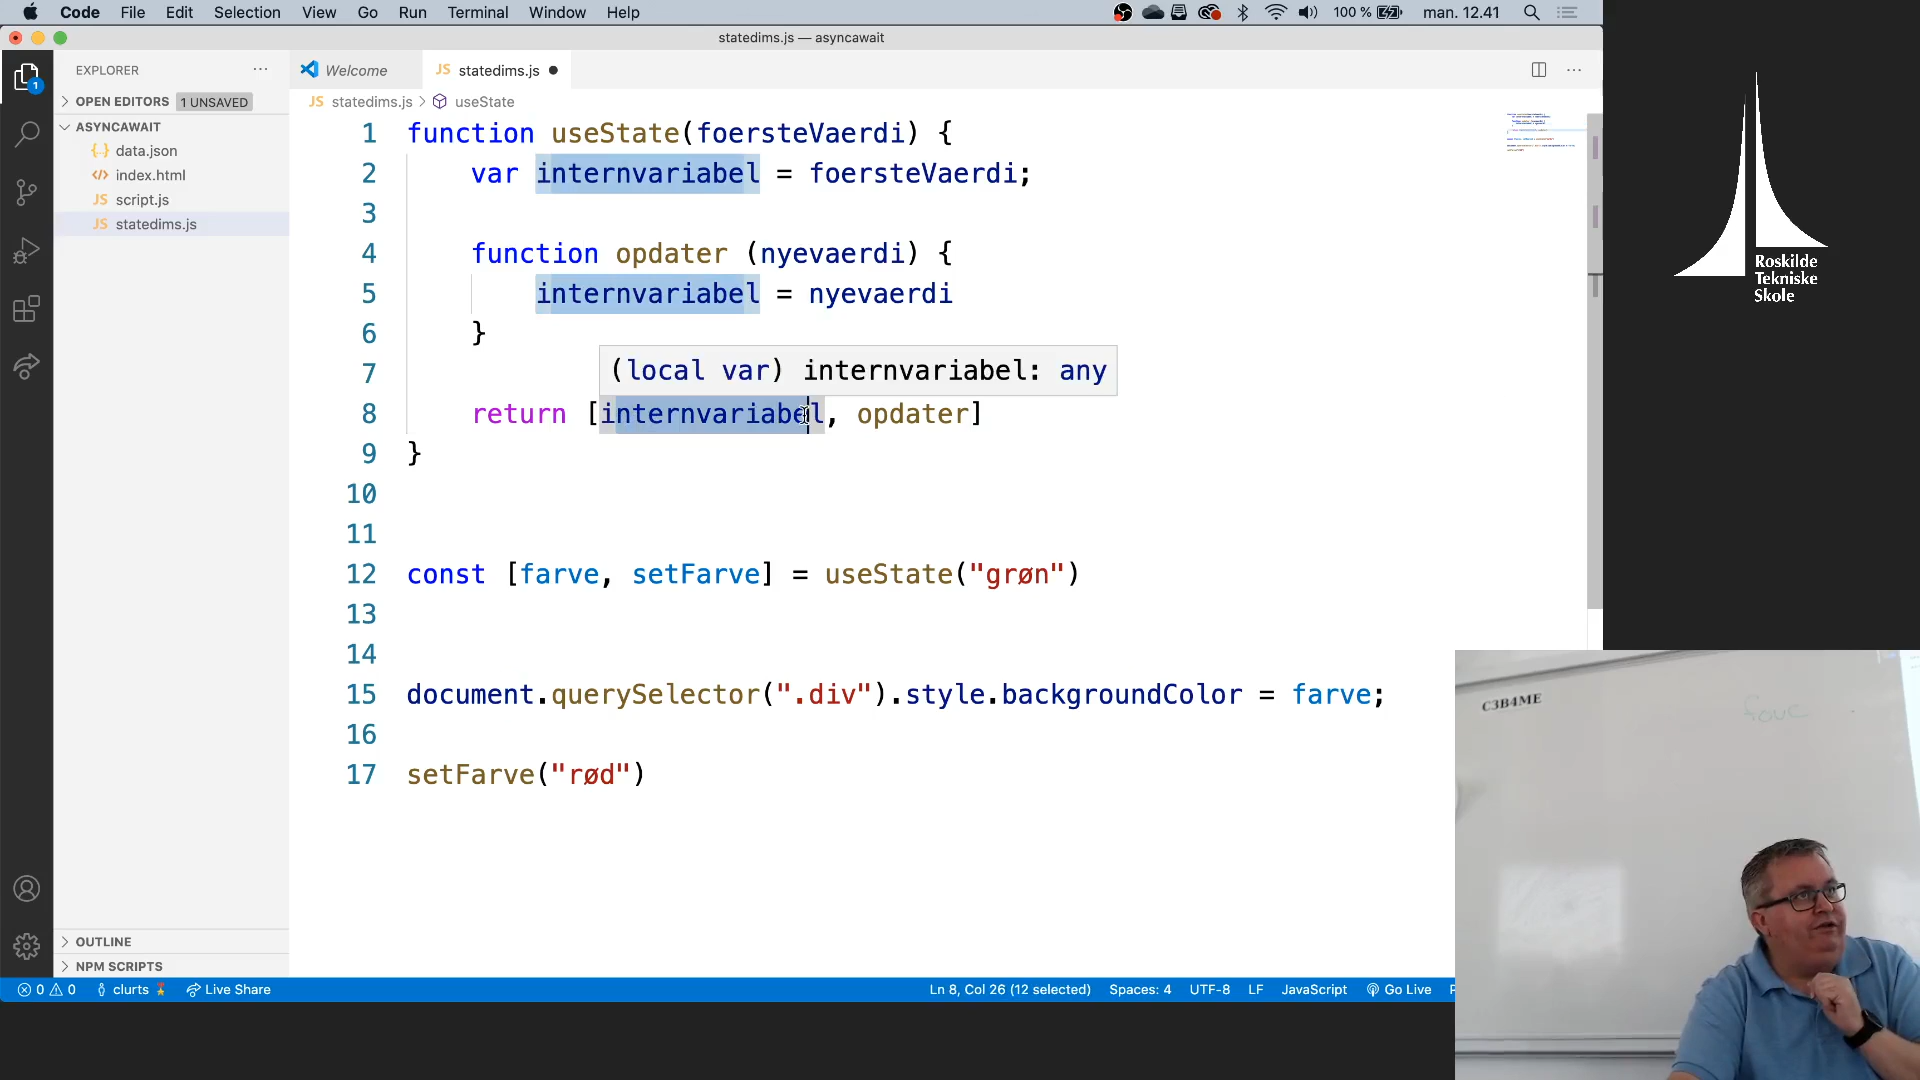 Code File Edit Selection View Go Run Terminal Window Help 100 % man. 12.41
statedims.js — asyncawait
EXPLORER
Welcome
JS statedims.js
OPEN EDITORS 1 UNSAVED
JS statedims.js > useState
ASYNCAWAIT
data.json
index.html
JS script.js
JS statedims.js
1 function useState(foersteVaerdi) {
2 var internvariabel = foersteVaerdi;
3
4 function opdater (nyevaerdi) {
5 internvariabel = nyevaerdi
6 }
7
(local var) internvariabel: any
8 return [internvariabel, opdater]
9 }
10
11
12 const [farve, setFarve] = useState("grøn")
13
14
15 document.querySelector(".div").style.backgroundColor = farve;
16
17 setFarve("rød")
OUTLINE
NPM SCRIPTS
0 0 clurts Live Share Ln 8, Col 26 (12 selected) Spaces: 4 UTF-8 LF JavaScript Go Live
1
Roskilde
Tekniske
Skole
C3B4ME